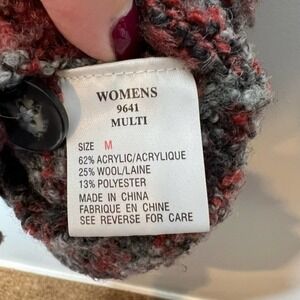 WOMENS
9641
MULTI
SIZE M
62% ACRYLIC/ACRYLIQUE
25% WOOL/LAINE
13% POLYESTER
MADE IN CHINA
FABRIQUE EN CHINE
SEE REVERSE FOR CARE